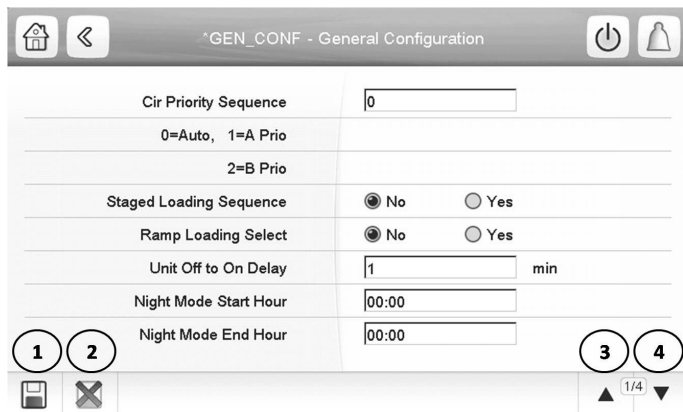 *GEN_CONF - General Configuration
Cir Priority Sequence 0
0=Auto, 1=A Prio
2=B Prio
Staged Loading Sequence No Yes
Ramp Loading Select No Yes
Unit Off to On Delay 1 min
Night Mode Start Hour 00:00
Night Mode End Hour 00:00
1 2 3 4
1/4